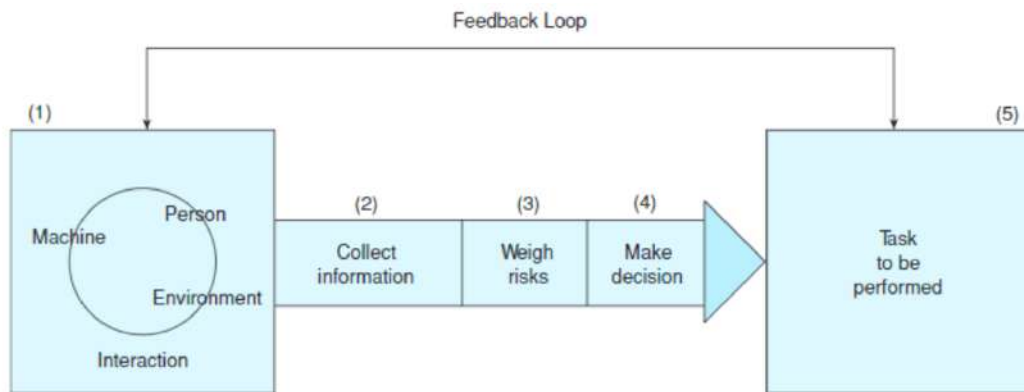 Feedback Loop
(1)
(5)
(2)
(3)
(4)
Person
Machine
Environment
Interaction
Collect
information
Weigh
risks
Make
decision
Task
to be
performed